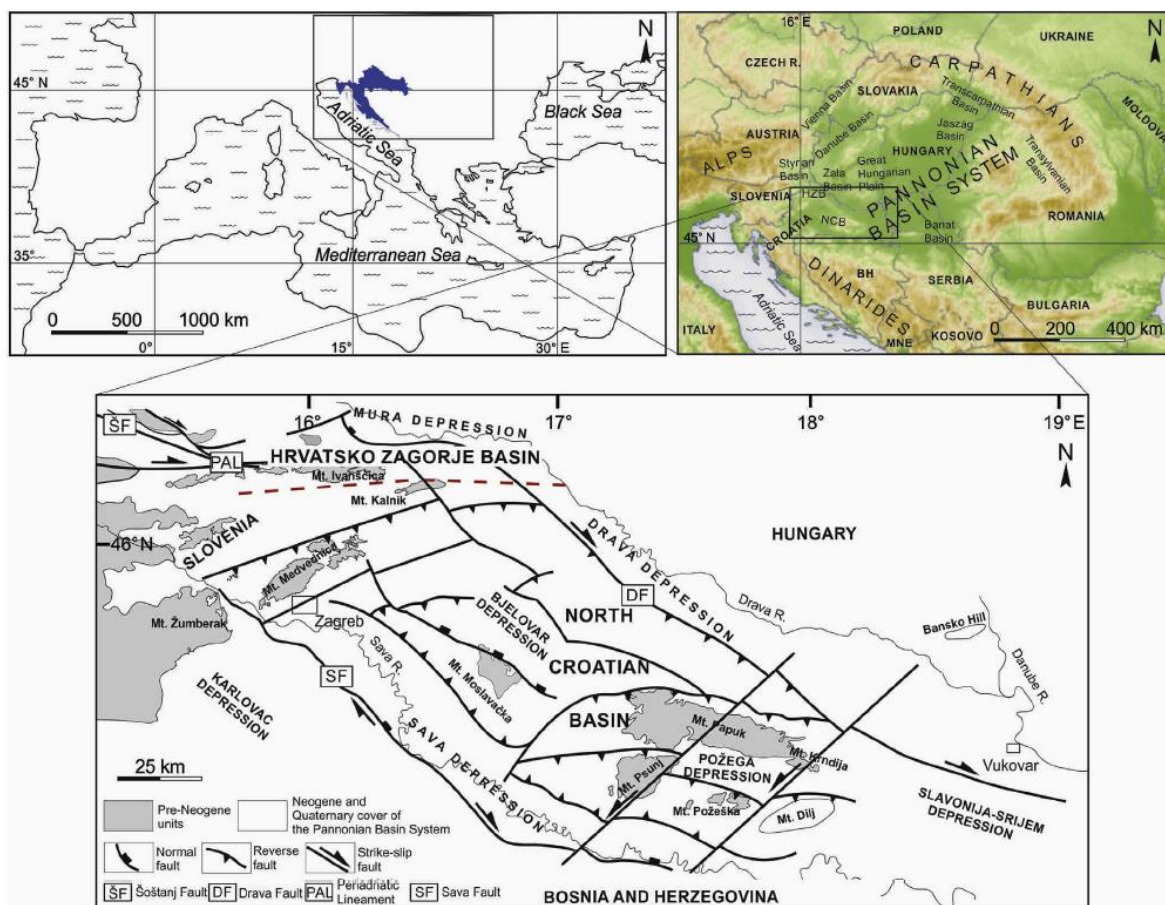 N
45° N
Adriatic Sea
Black Sea
35°
Mediterranean Sea
0 500 1000 km
0°
15°
30° E
16° E
N
POLAND
UKRAINE
CZECH R.
CARPATHIANS
SLOVAKIA
Transcarpathian
Basin
MOLDOVA
Vienna Basin
Danube Basin
Jaszag
Basin
AUSTRIA
HUNGARY
ALPS
Styrian
Basin
Zala
Basin
Great
Hungarian
Plain
Transylvanian
Basin
PANNONIAN
BASIN SYSTEM
SLOVENIA
HZB
NCB
CROATIA
ROMANIA
Banat
Basin
45° N
BH
SERBIA
DINARIDES
BULGARIA
Adriatic Sea
ITALY
MNE
KOSOVO
0 200 400 km
16°
17°
18°
19° E
N
ŠF
MURA DEPRESSION
PAL
HRVATSKO ZAGORJE BASIN
Mt. Ivanščica
Mt. Kalnik
SLOVENIA
46° N
HUNGARY
DRAVA DEPRESSION
Mt. Medvednica
DF
Drava R.
Mt. Žumberak
Zagreb
BJELOVAR
DEPRESSION
NORTH
CROATIAN
BASIN
Bansko Hill
Danube R.
Sava R.
SF
Mt. Moslavačka
KARLOVAC
DEPRESSION
SAVA DEPRESSION
Mt. Papuk
Mt. Krndija
Vukovar
POŽEGA
DEPRESSION
Mt. Psunj
Mt. Požeška
Mt. Dilj
SLAVONIJA-SRIJEM
DEPRESSION
25 km
Pre-Neogene
units
Neogene and
Quaternary cover of
the Pannonian Basin System
Normal
fault
Reverse
fault
Strike-slip
fault
ŠF Šoštanj Fault DF Drava Fault PAL Periadriatic
Lineament SF Sava Fault
BOSNIA AND HERZEGOVINA